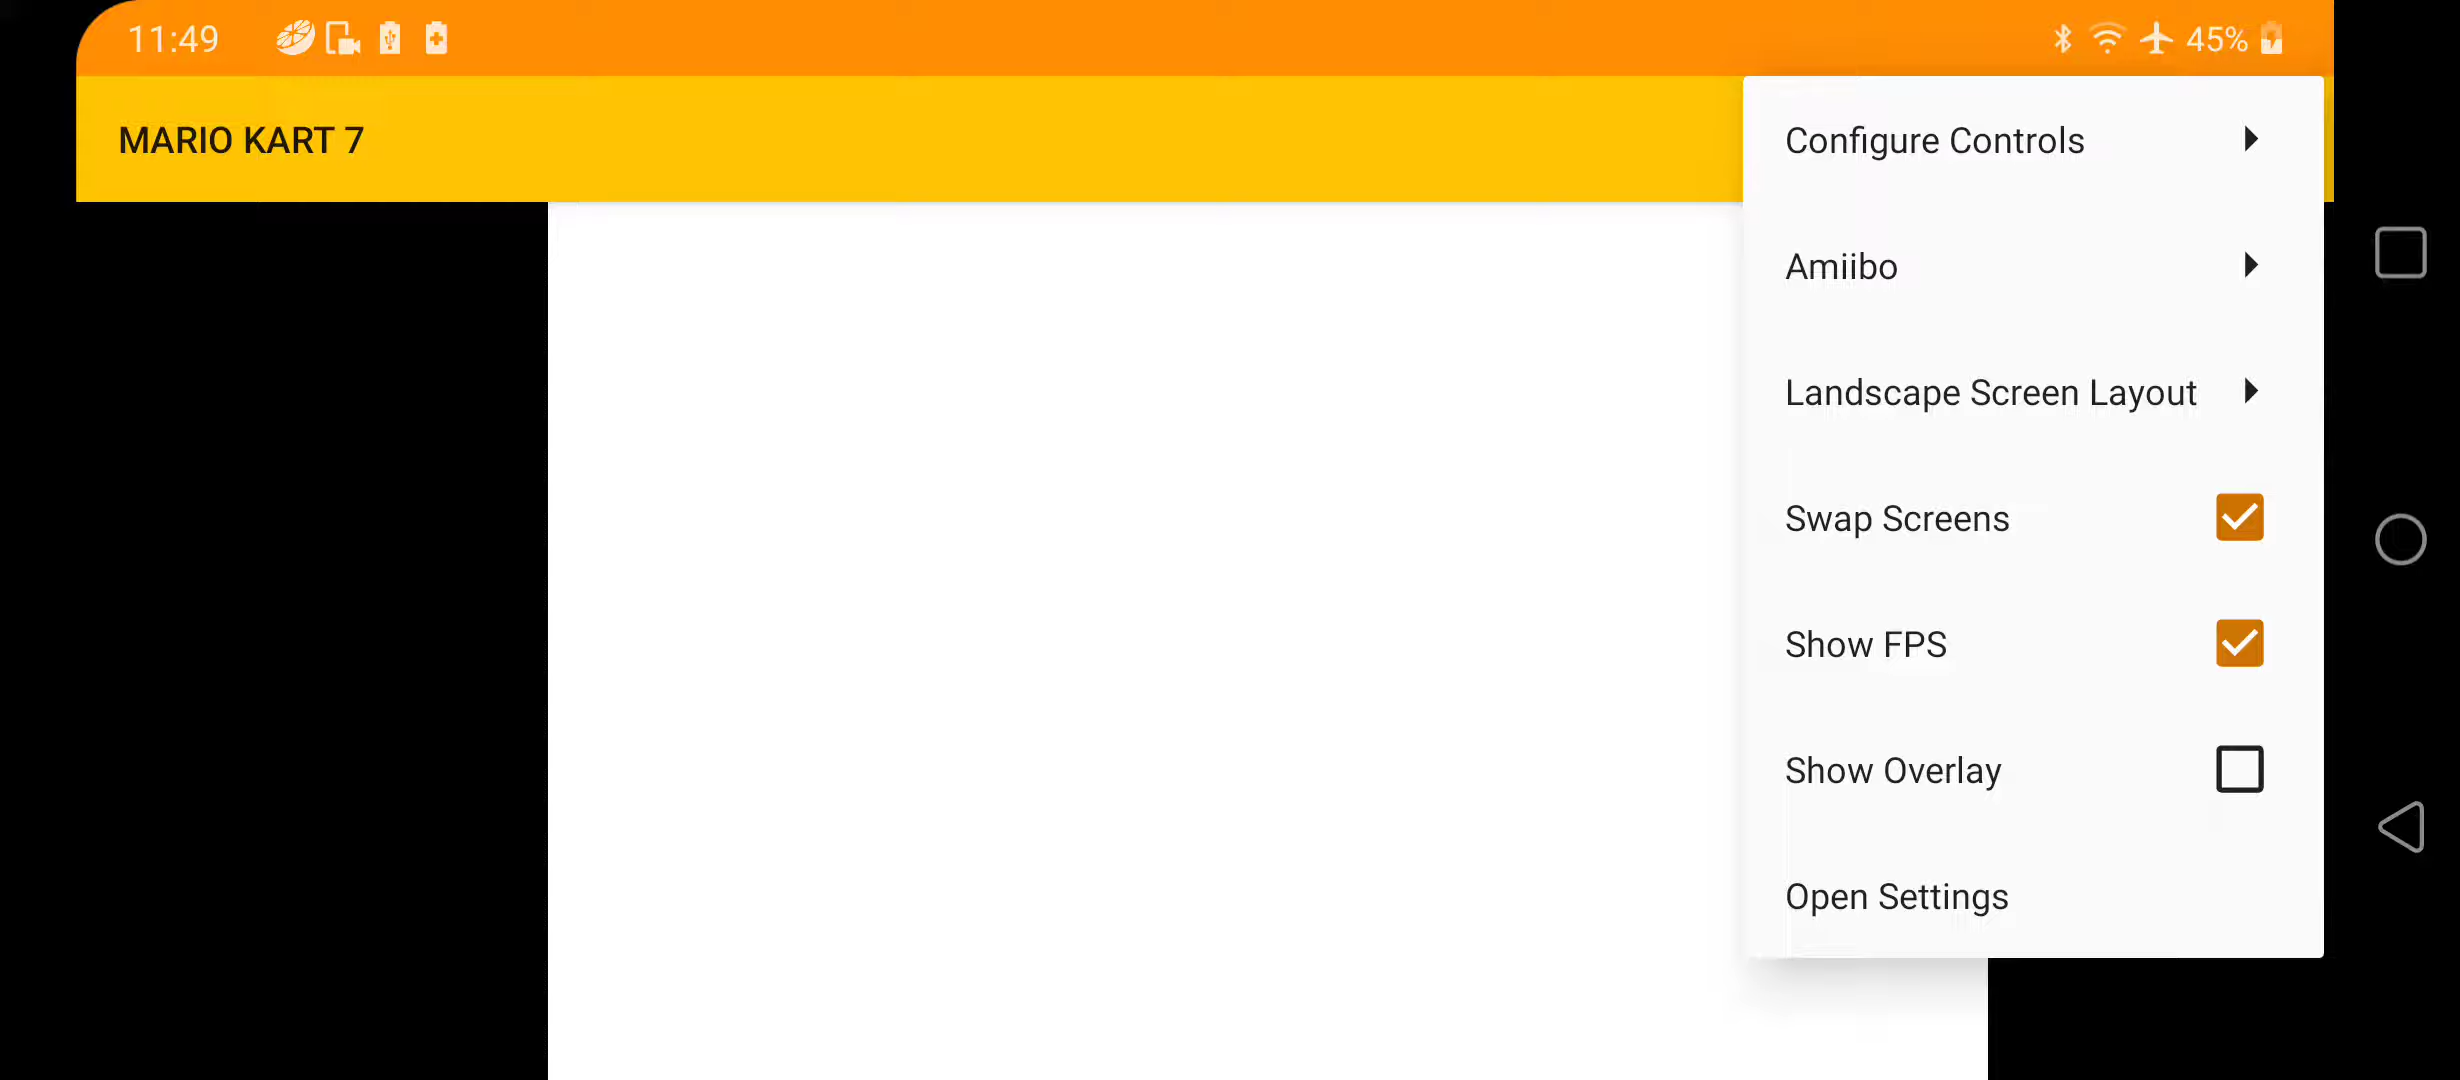 11:49
45%
MARIO KART 7
Configure Controls
Amiibo
Landscape Screen Layout
Swap Screens
Show FPS
Show Overlay
Open Settings